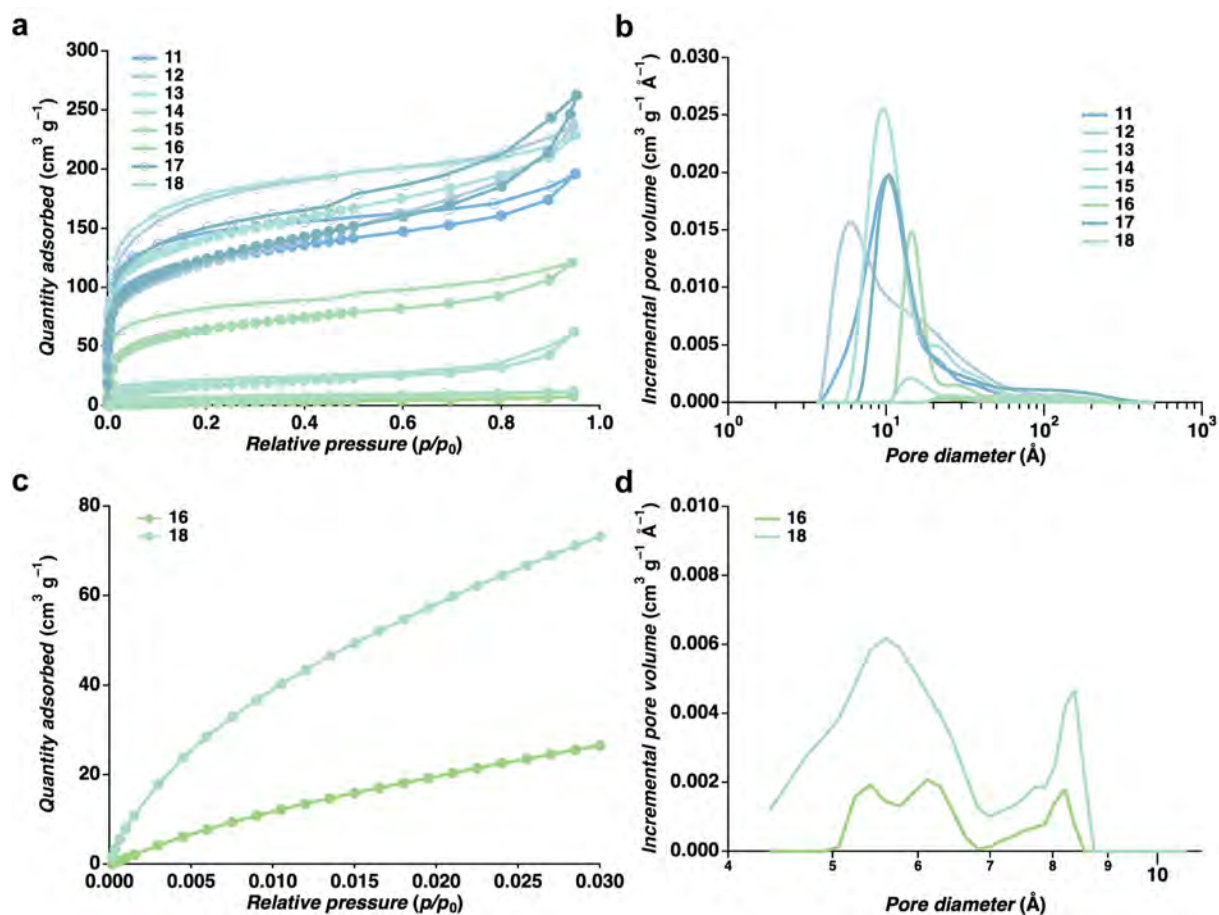 a
300
250
200
150
100
50
0
0.0 0.2 0.4 0.6 0.8 1.0
Quantity adsorbed (cm³ g⁻¹)
Relative pressure (p/p₀)
11
12
13
14
15
16
17
18
b
0.030
0.025
0.020
0.015
0.010
0.005
0.000
10⁰ 10¹ 10² 10³
Incremental pore volume (cm³ g⁻¹ Å⁻¹)
Pore diameter (Å)
11
12
13
14
15
16
17
18
c
80
60
40
20
0
0.000 0.005 0.010 0.015 0.020 0.025 0.030
Quantity adsorbed (cm³ g⁻¹)
Relative pressure (p/p₀)
16
18
d
0.010
0.008
0.006
0.004
0.002
0.000
4 5 6 7 8 9 10
Incremental pore volume (cm³ g⁻¹ Å⁻¹)
Pore diameter (Å)
16
18